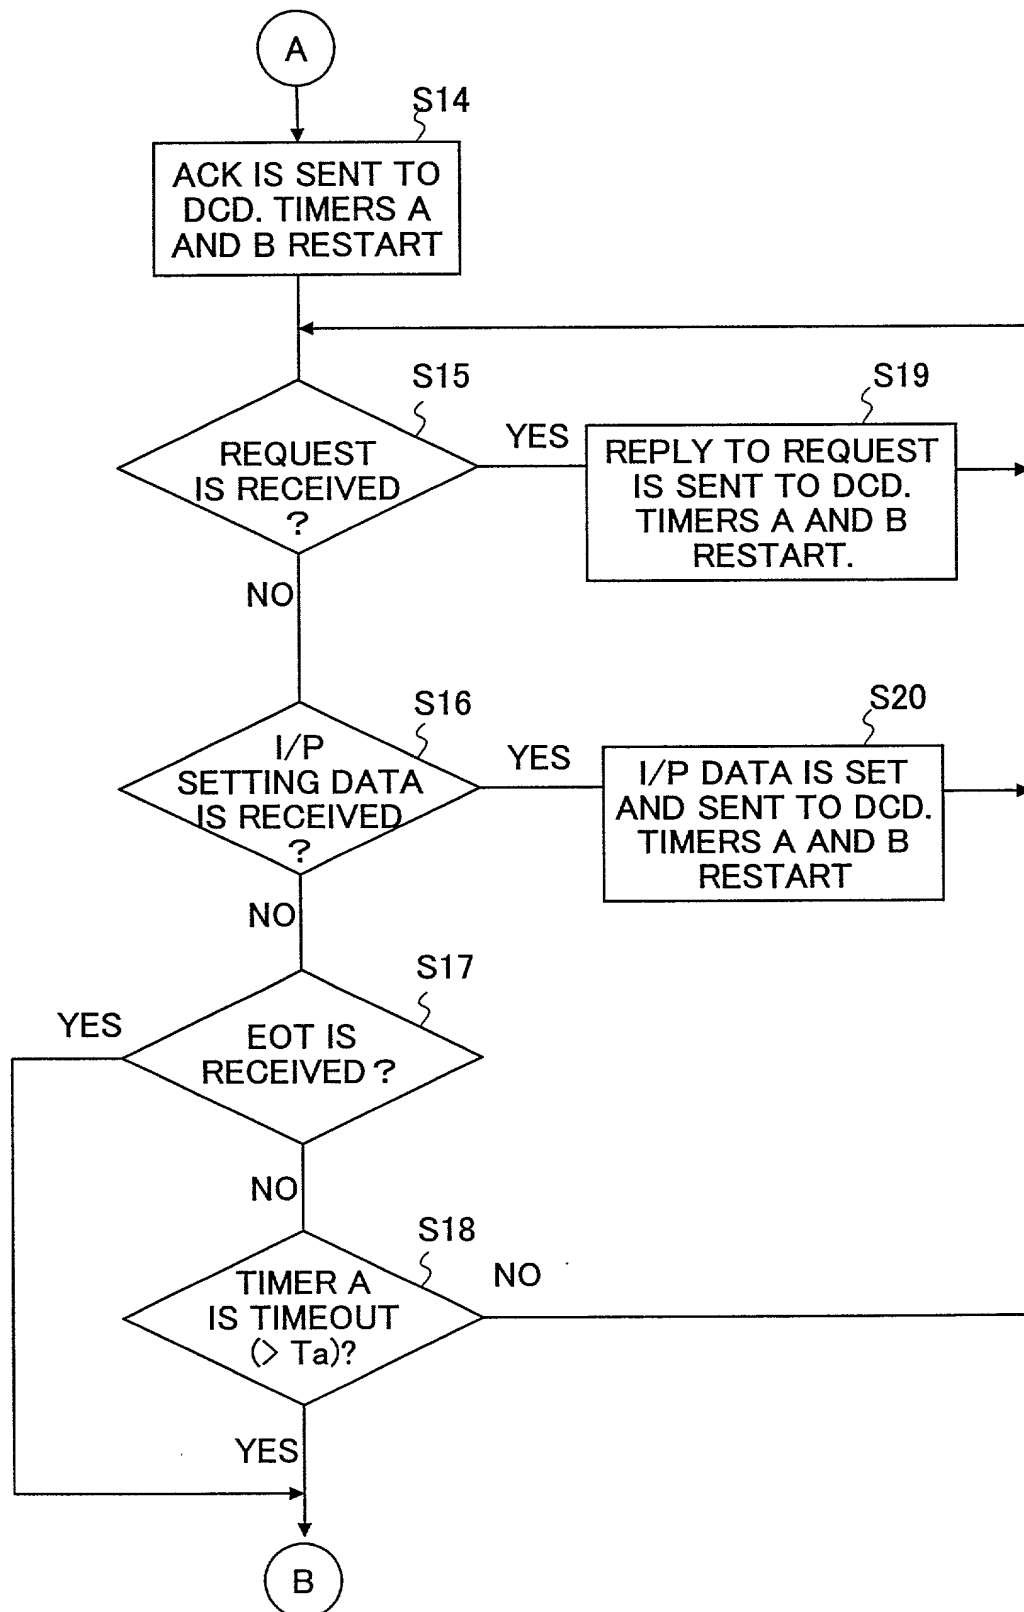 A
S14
ACK IS SENT TO
DCD. TIMERS A
AND B RESTART
S15
REQUEST
IS RECEIVED
?
YES
S19
REPLY TO REQUEST
IS SENT TO DCD.
TIMERS A AND B
RESTART.
NO
S16
I/P
SETTING DATA
IS RECEIVED
?
YES
S20
I/P DATA IS SET
AND SENT TO DCD.
TIMERS A AND B
RESTART
NO
S17
EOT IS
RECEIVED ?
YES
NO
S18
TIMER A
IS TIMEOUT
(> Ta)?
NO
YES
B